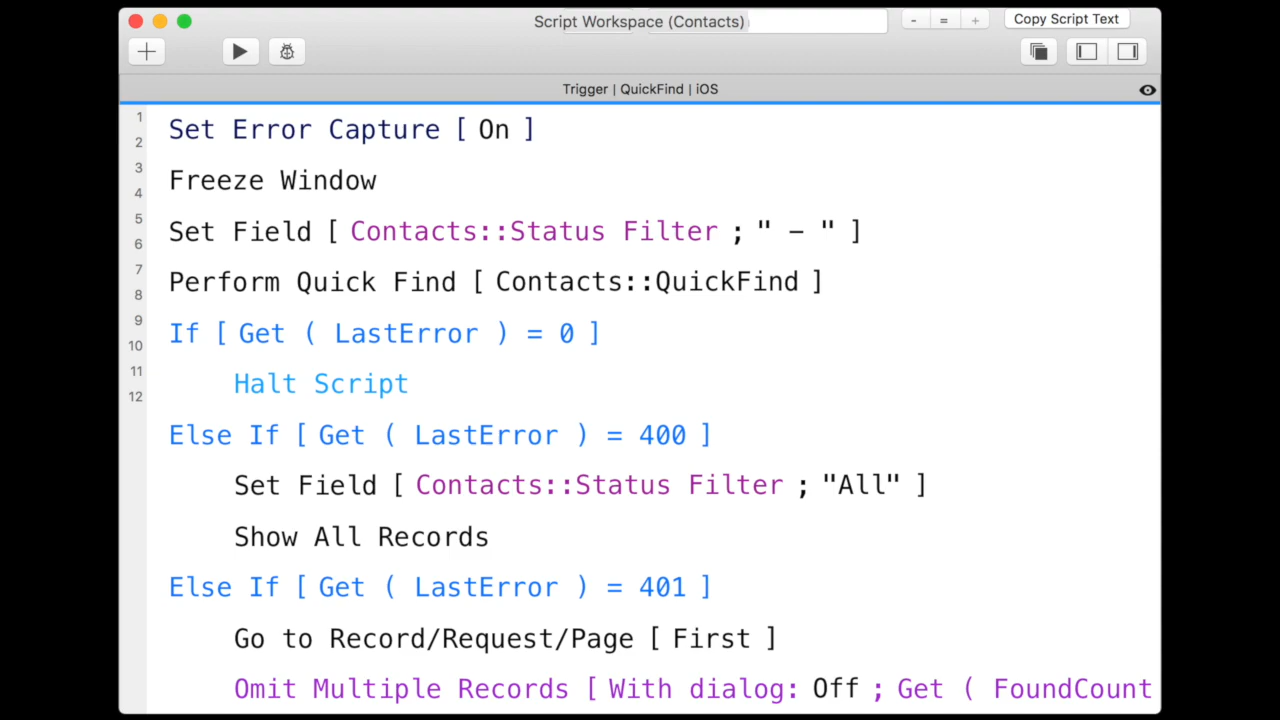 Script Workspace (Contacts)
- = +
Copy Script Text
Trigger | QuickFind | iOS
1
2
3
4
5
6
7
8
9
10
11
12
Set Error Capture [ On ]
Freeze Window
Set Field [ Contacts::Status Filter ; " – " ]
Perform Quick Find [ Contacts::QuickFind ]
If [ Get ( LastError ) = 0 ]
Halt Script
Else If [ Get ( LastError ) = 400 ]
Set Field [ Contacts::Status Filter ; "All" ]
Show All Records
Else If [ Get ( LastError ) = 401 ]
Go to Record/Request/Page [ First ]
Omit Multiple Records [ With dialog: Off ; Get ( FoundCount